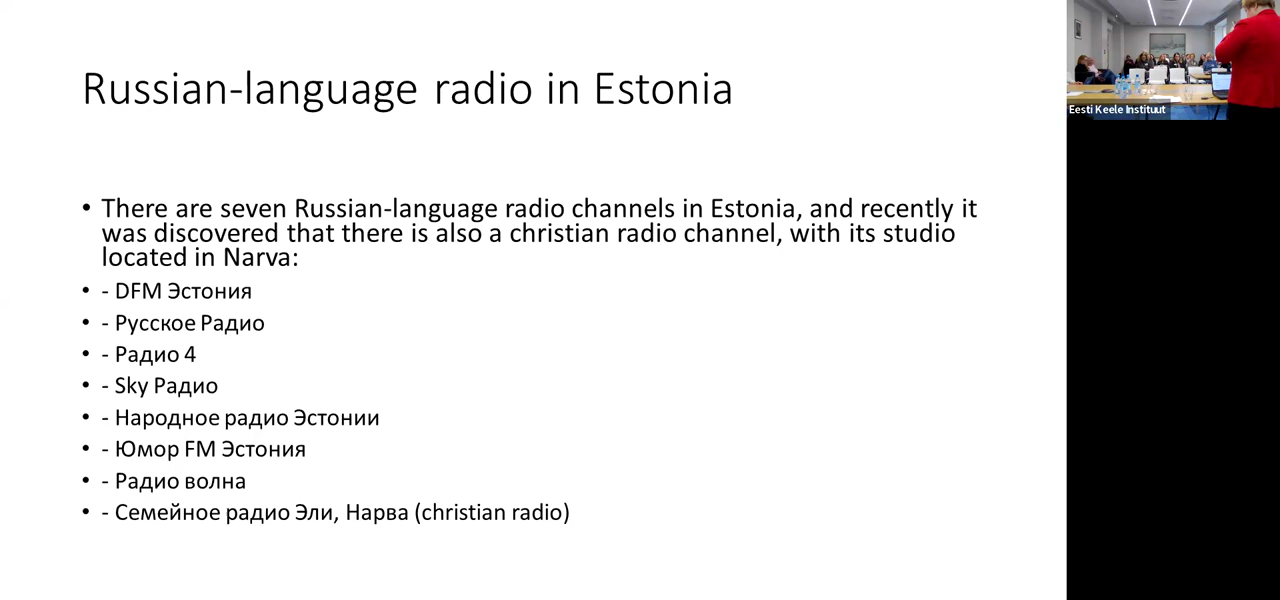 Russian-language radio in Estonia
• There are seven Russian-language radio channels in Estonia, and recently it
was discovered that there is also a christian radio channel, with its studio
located in Narva:
• - DFM Эстония
• - Русское Радио
• - Радио 4
• - Sky Радио
• - Народное радио Эстонии
• - Юмор FM Эстония
• - Радио волна
• - Семейное радио Эли, Нарва (christian radio)
Eesti Keele Instituut